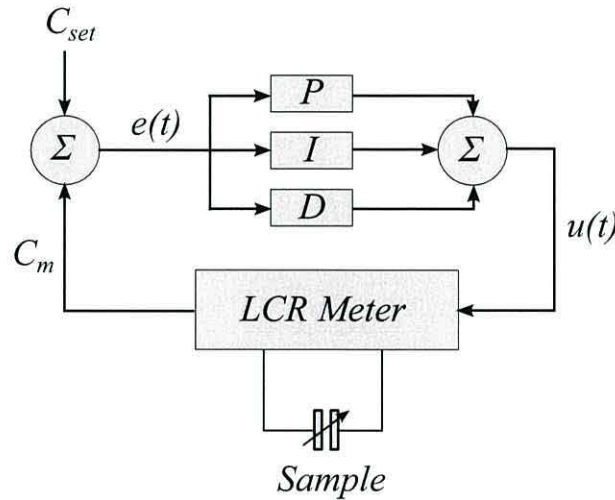 C_set
Σ
e(t)
P
I
D
Σ
u(t)
C_m
LCR Meter
Sample